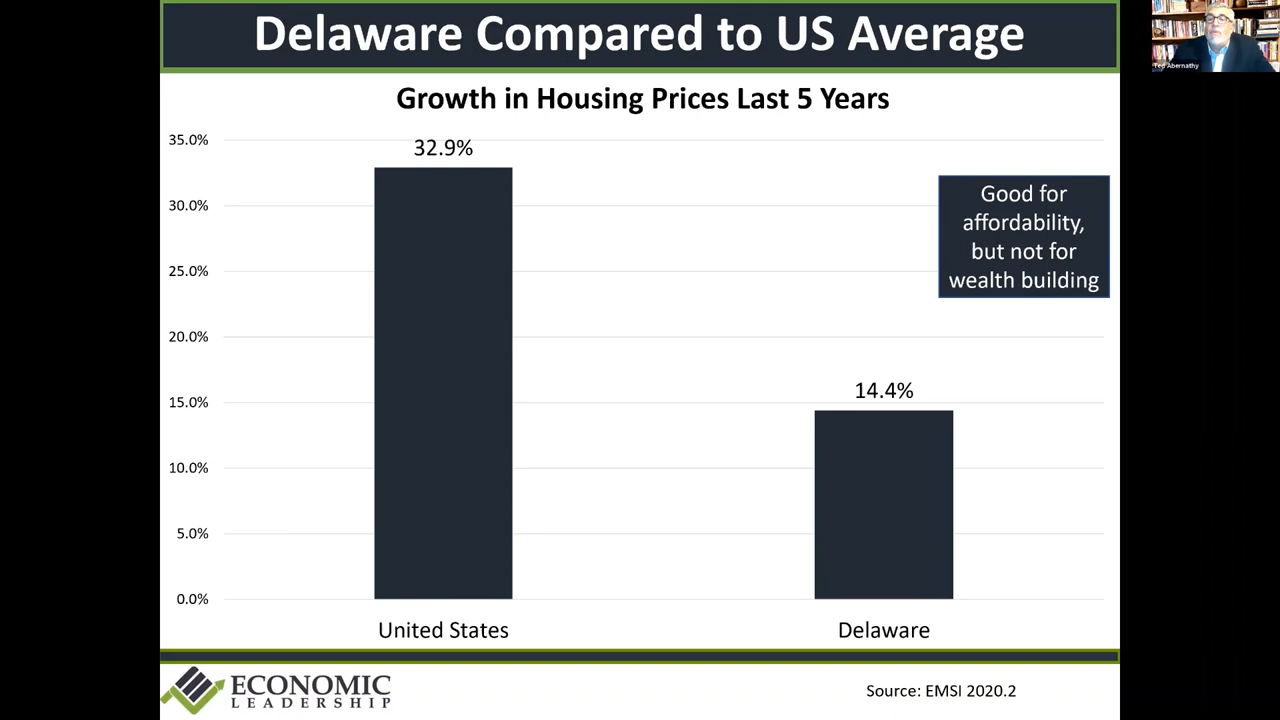 Delaware Compared to US Average
Ted Abernathy
Growth in Housing Prices Last 5 Years
35.0%
30.0%
25.0%
20.0%
15.0%
10.0%
5.0%
0.0%
32.9%
14.4%
Good for
affordability,
but not for
wealth building
United States
Delaware
ECONOMIC
LEADERSHIP
Source: EMSI 2020.2